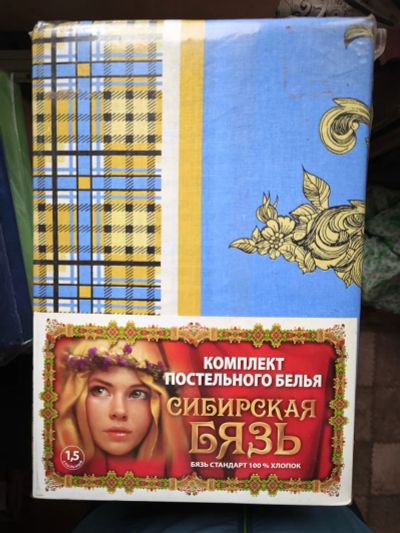 КОМПЛЕКТ
ПОСТЕЛЬНОГО БЕЛЬЯ
СИБИРСКАЯ
БЯЗЬ
БЯЗЬ СТАНДАРТ 100 % ХЛОПОК
1,5